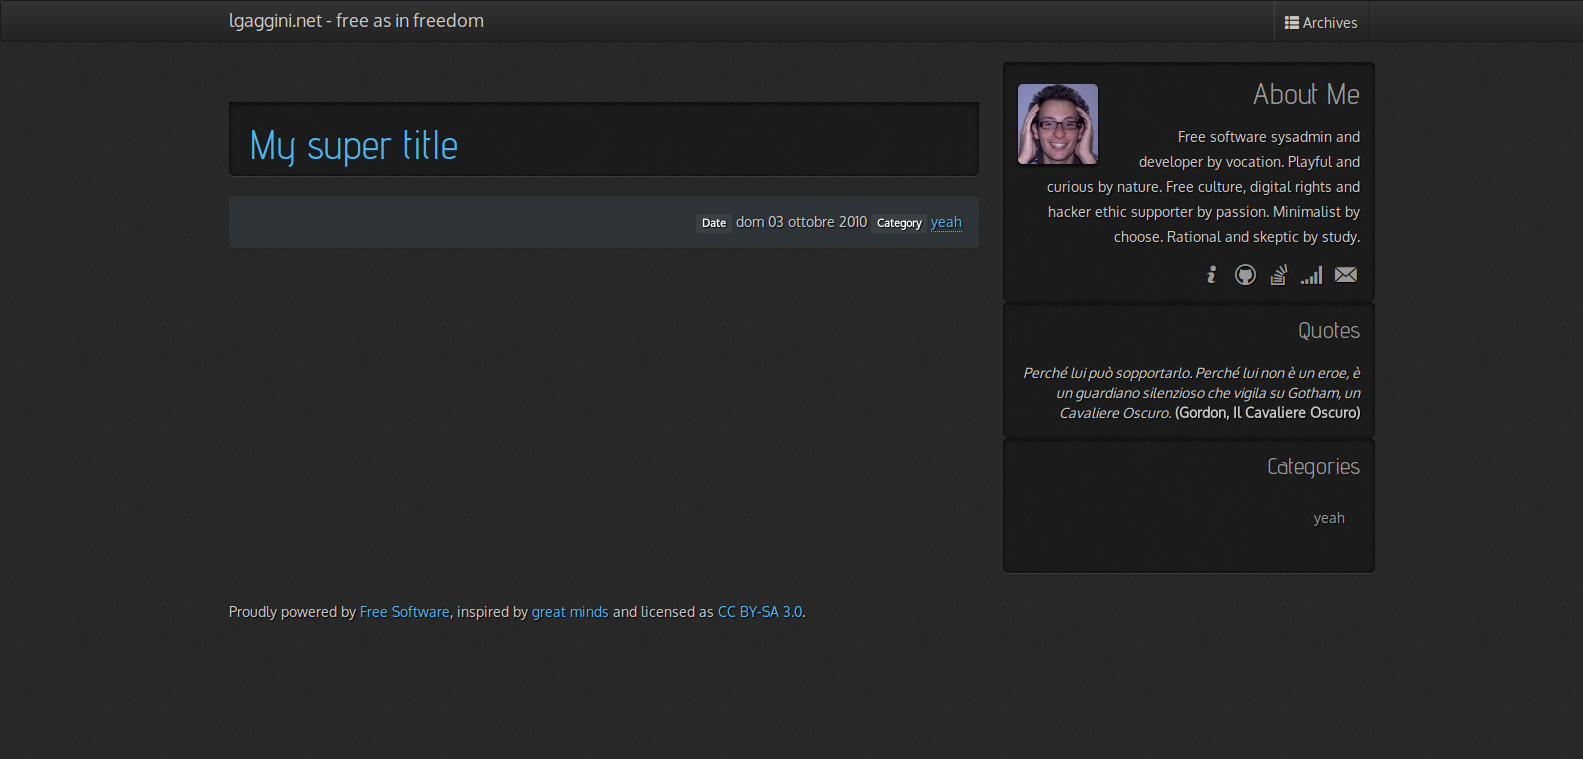 lgaggini.net - free as in freedom
Archives
My super title
Date dom 03 ottobre 2010 Category yeah
About Me
Free software sysadmin and
developer by vocation. Playful and
curious by nature. Free culture, digital rights and
hacker ethic supporter by passion. Minimalist by
choose. Rational and skeptic by study.
Quotes
Perché lui può sopportarlo. Perché lui non è un eroe, è
un guardiano silenzioso che vigila su Gotham, un
Cavaliere Oscuro. (Gordon, Il Cavaliere Oscuro)
Categories
yeah
Proudly powered by Free Software, inspired by great minds and licensed as CC BY-SA 3.0.